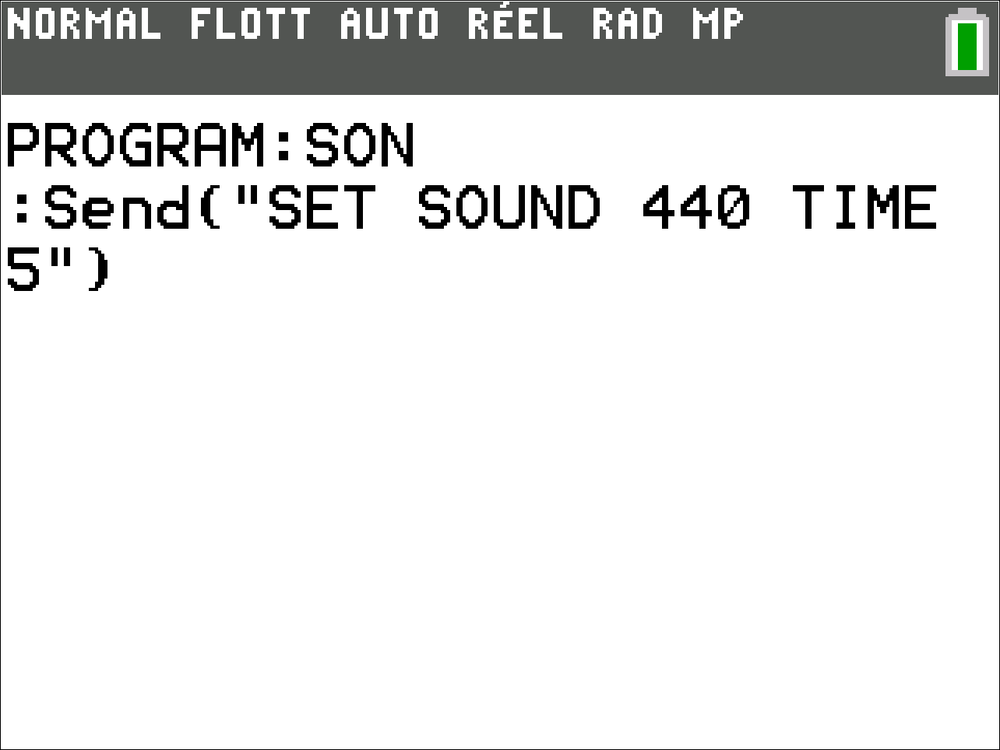 NORMAL FLOTT AUTO RÉEL RAD MP
PROGRAM:SON
:Send("SET SOUND 440 TIME
5")